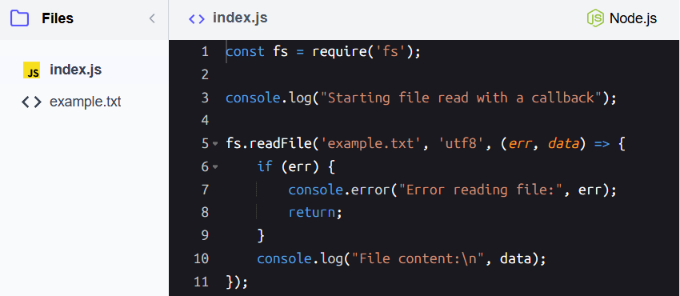 Files
index.js
example.txt
<> index.js
JS Node.js
1 const fs = require('fs');
2
3 console.log("Starting file read with a callback");
4
5 fs.readFile('example.txt', 'utf8', (err, data) => {
6     if (err) {
7         console.error("Error reading file:", err);
8         return;
9     }
10     console.log("File content:\n", data);
11 });